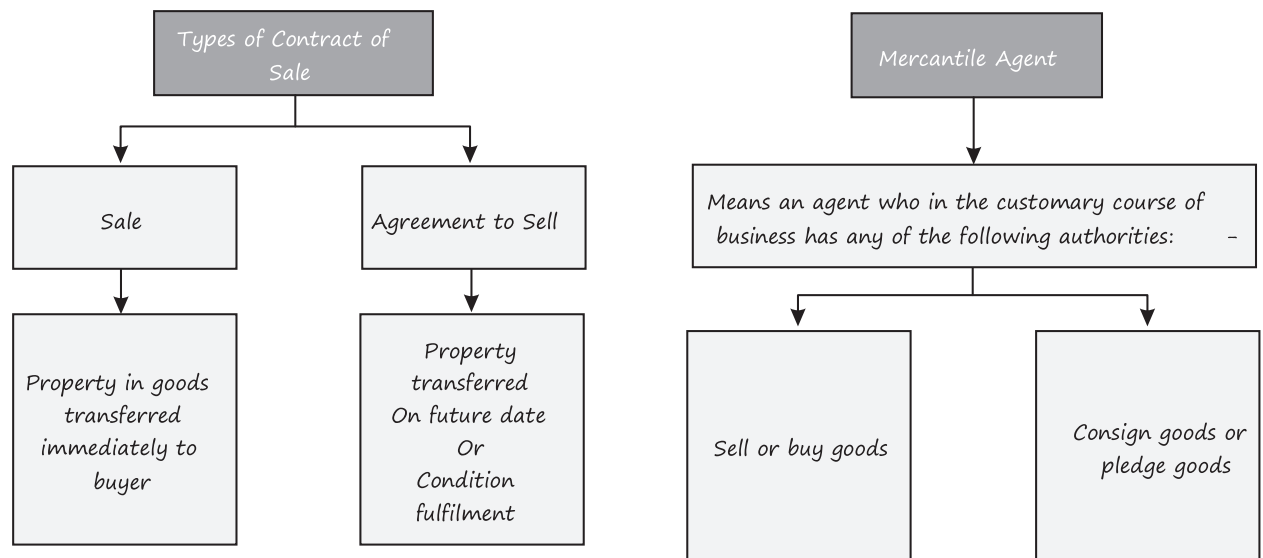 Types of Contract of
Sale
Sale
Agreement to Sell
Property in goods
transferred
immediately to
buyer
Property
transferred
On future date
Or
Condition
fulfilment
Mercantile Agent
Means an agent who in the customary course of
business has any of the following authorities: -
Sell or buy goods
Consign goods or
pledge goods